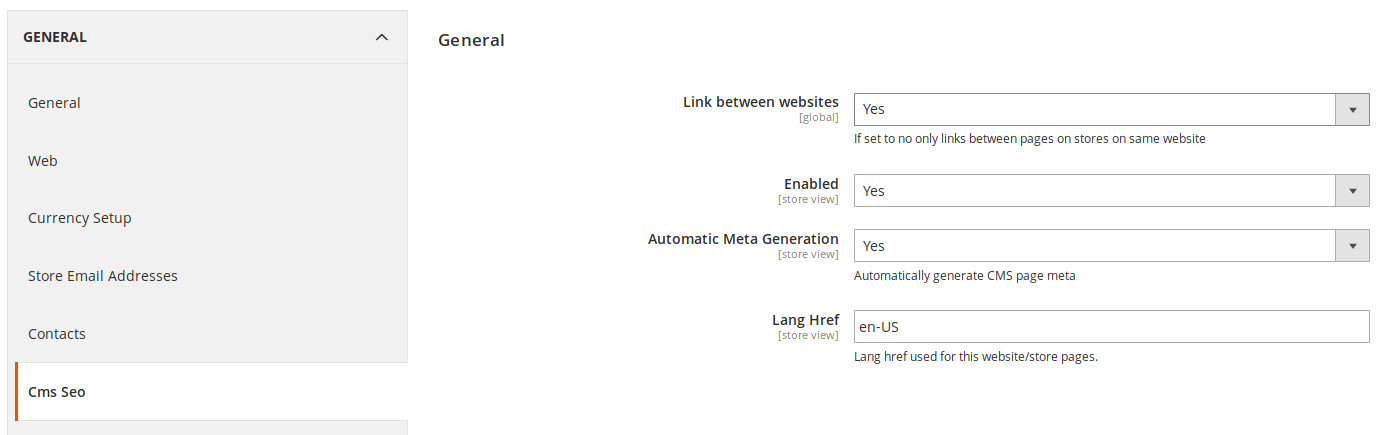 GENERAL
General
Web
Currency Setup
Store Email Addresses
Contacts
Cms Seo
General
Link between websites
[global]
Yes
If set to no only links between pages on stores on same website
Enabled
[store view]
Yes
Automatic Meta Generation
[store view]
Yes
Automatically generate CMS page meta
Lang Href
[store view]
en-US
Lang href used for this website/store pages.